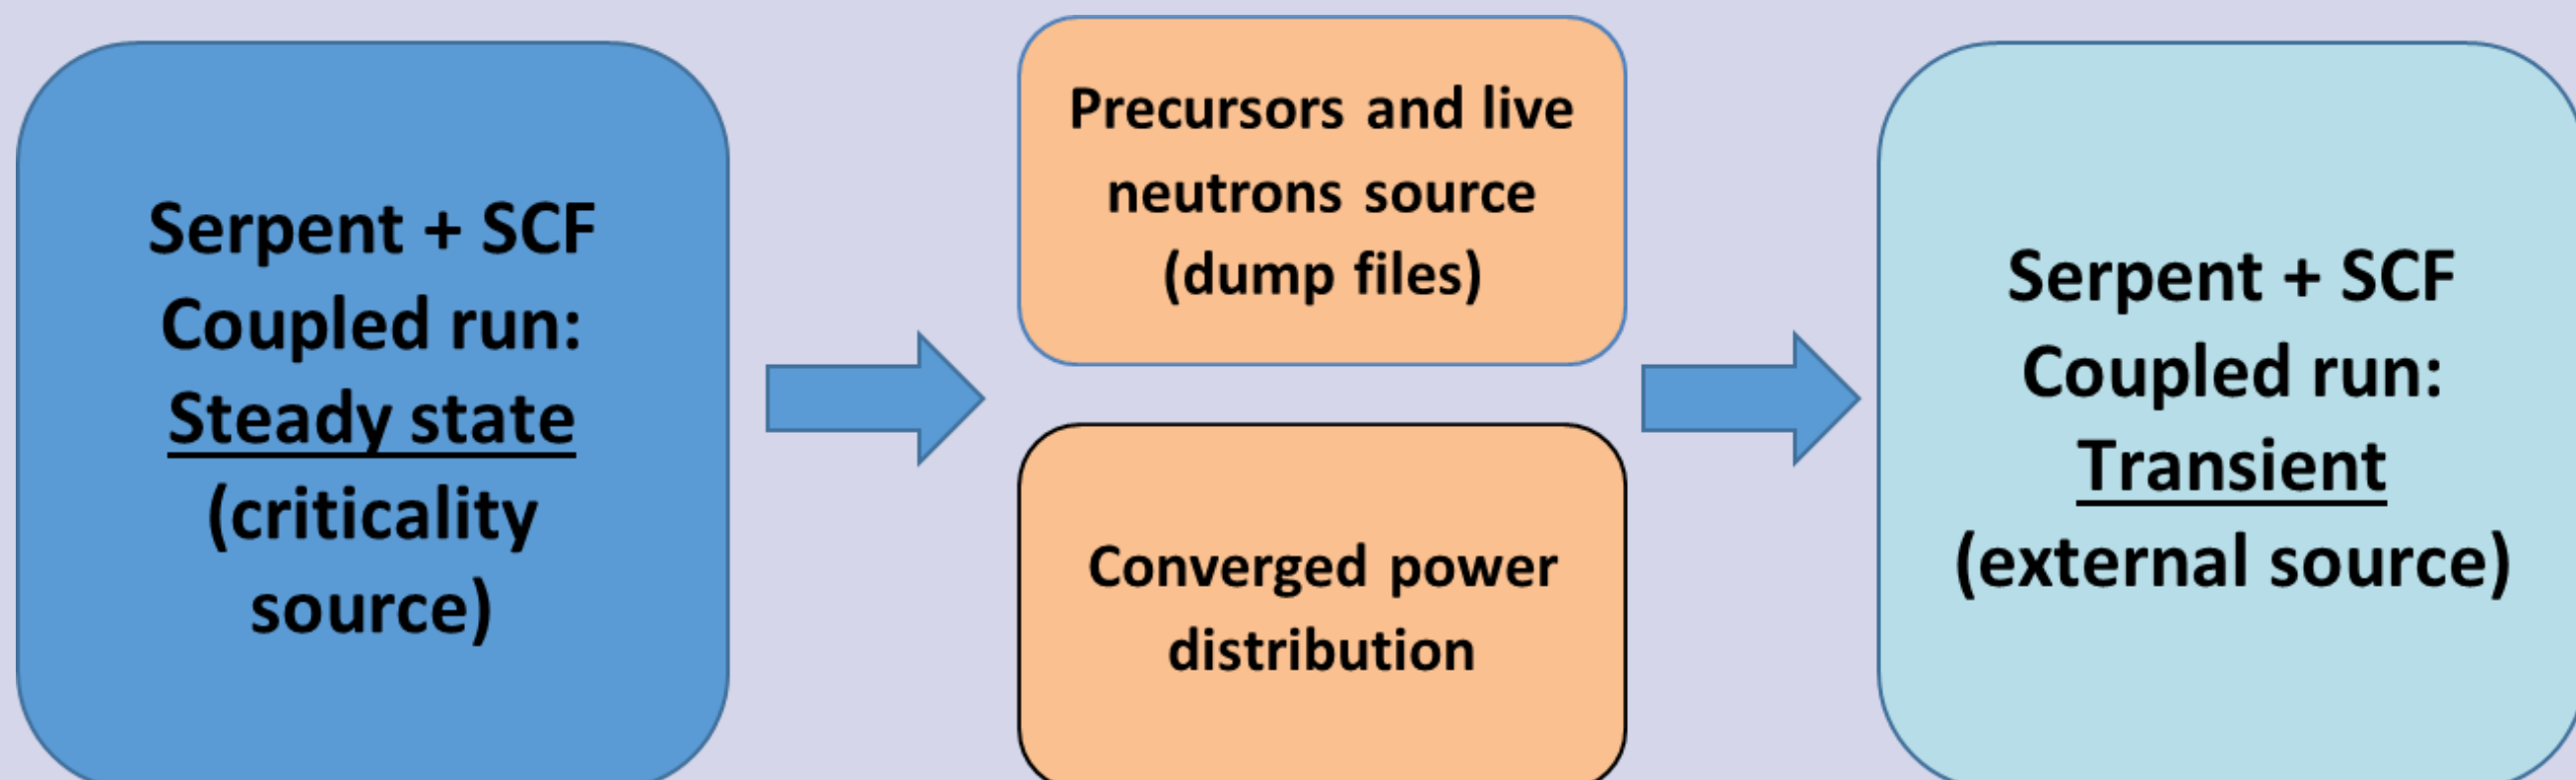 Serpent + SCF
Coupled run:
Steady state
(criticality
source)
Precursors and live
neutrons source
(dump files)
Converged power
distribution
Serpent + SCF
Coupled run:
Transient
(external source)